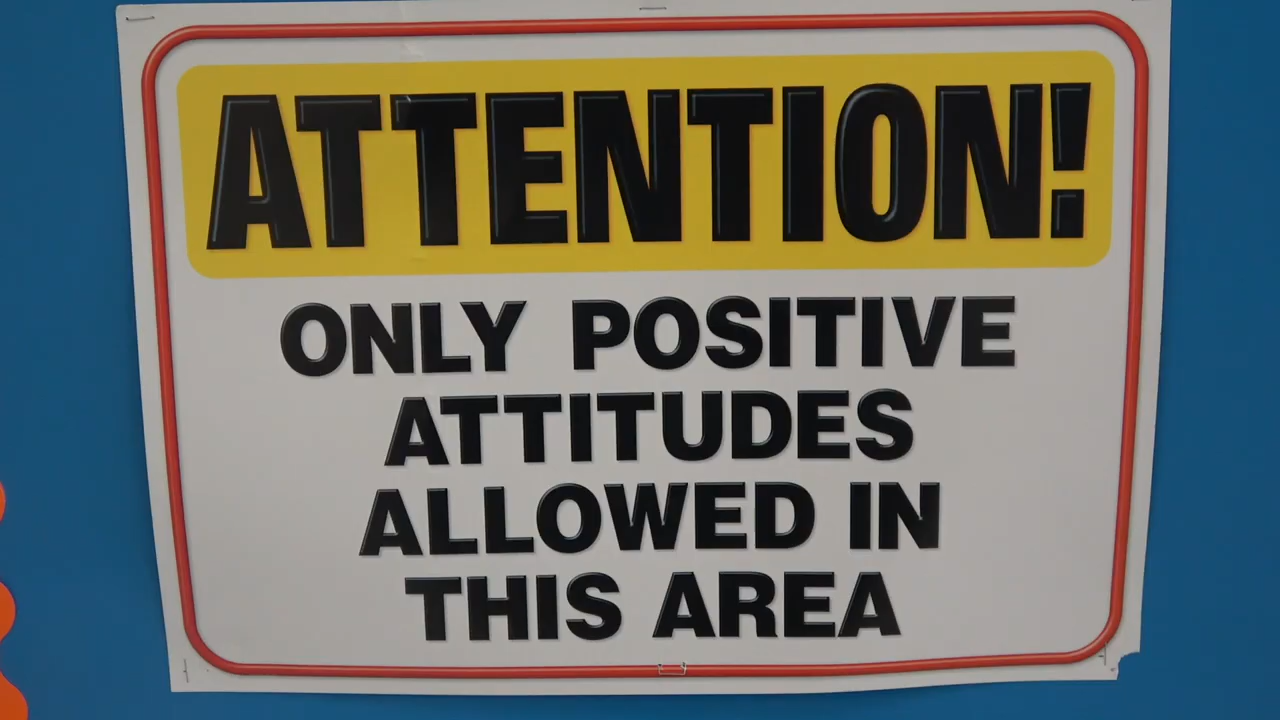 ATTENTION!
ONLY POSITIVE
ATTITUDES
ALLOWED IN
THIS AREA